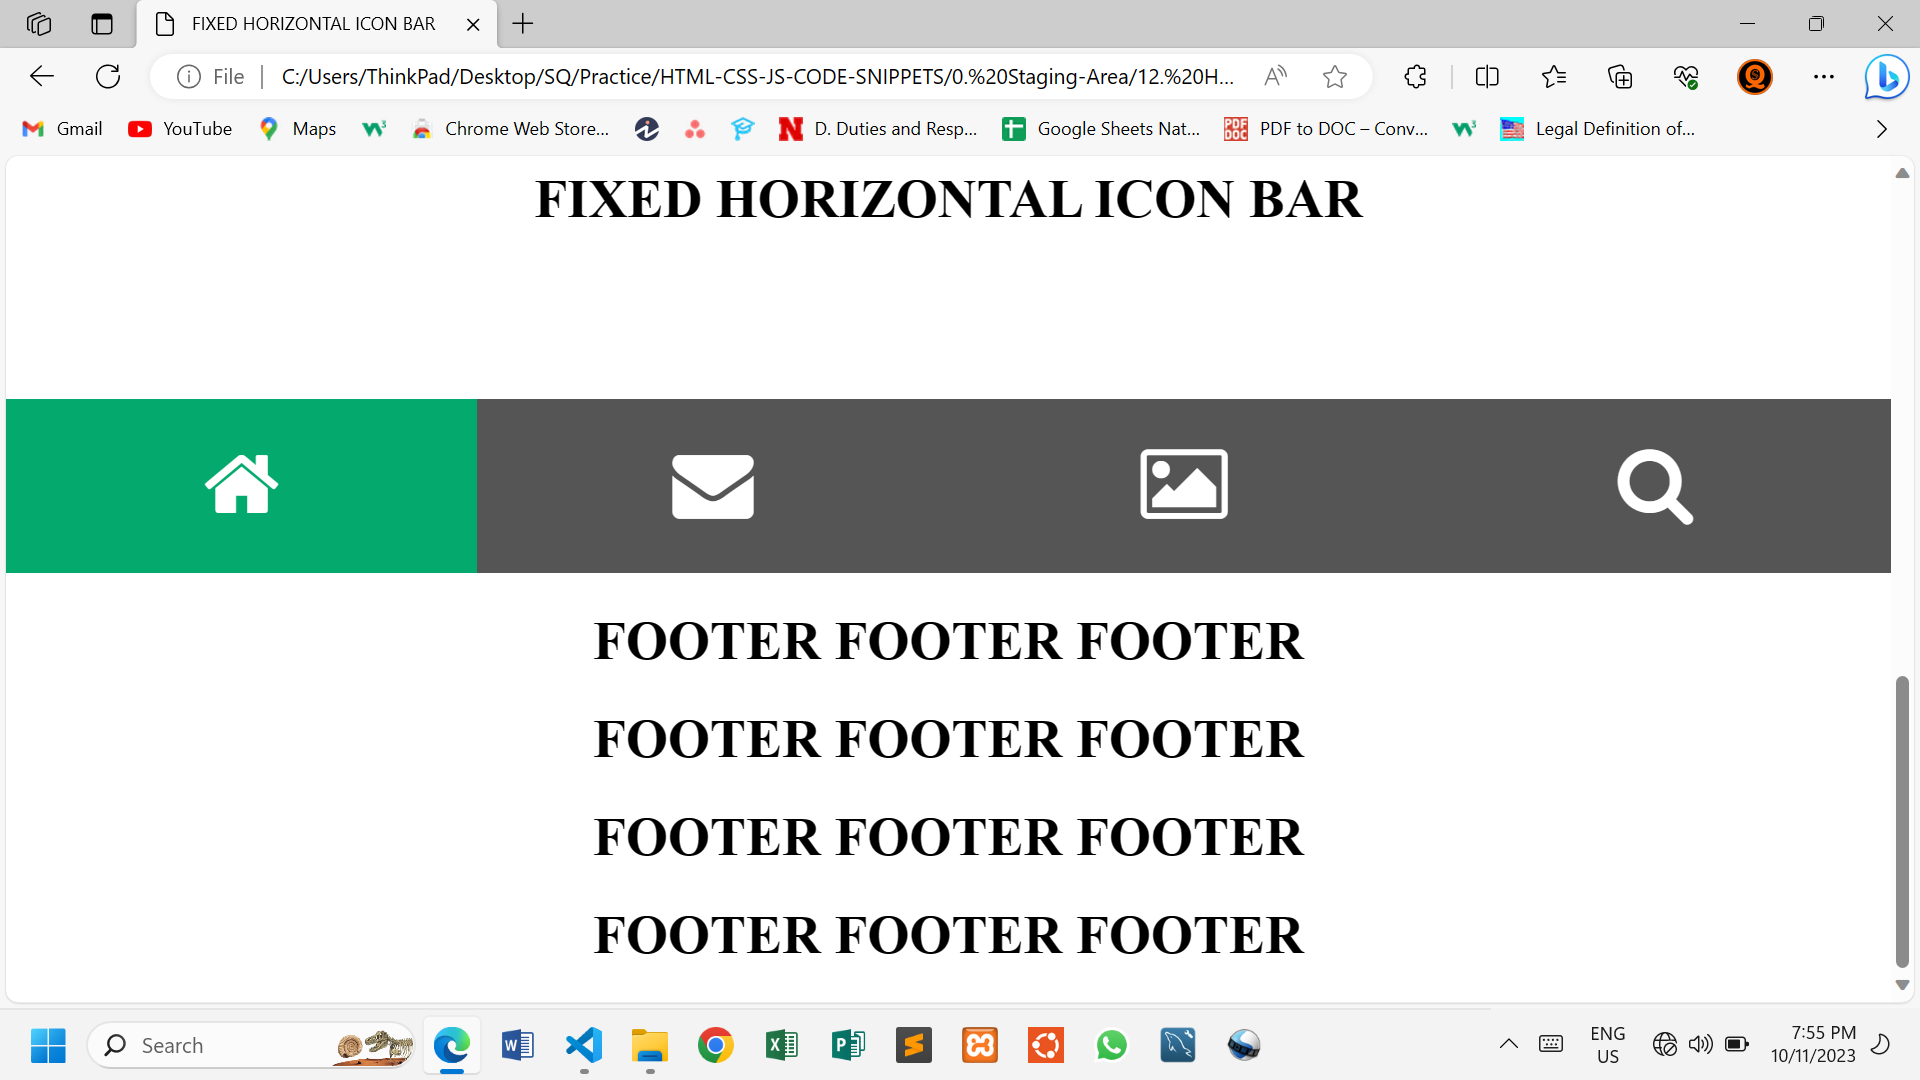 FIXED HORIZONTAL ICON BAR
File C:/Users/ThinkPad/Desktop/SQ/Practice/HTML-CSS-JS-CODE-SNIPPETS/0.%20Staging-Area/12.%20H...
Gmail YouTube Maps Chrome Web Store... D. Duties and Resp... Google Sheets Nat... PDF DOC PDF to DOC – Conv... Legal Definition of...
FIXED HORIZONTAL ICON BAR
FOOTER FOOTER FOOTER
FOOTER FOOTER FOOTER
FOOTER FOOTER FOOTER
FOOTER FOOTER FOOTER
Search
ENG
US
7:55 PM
10/11/2023